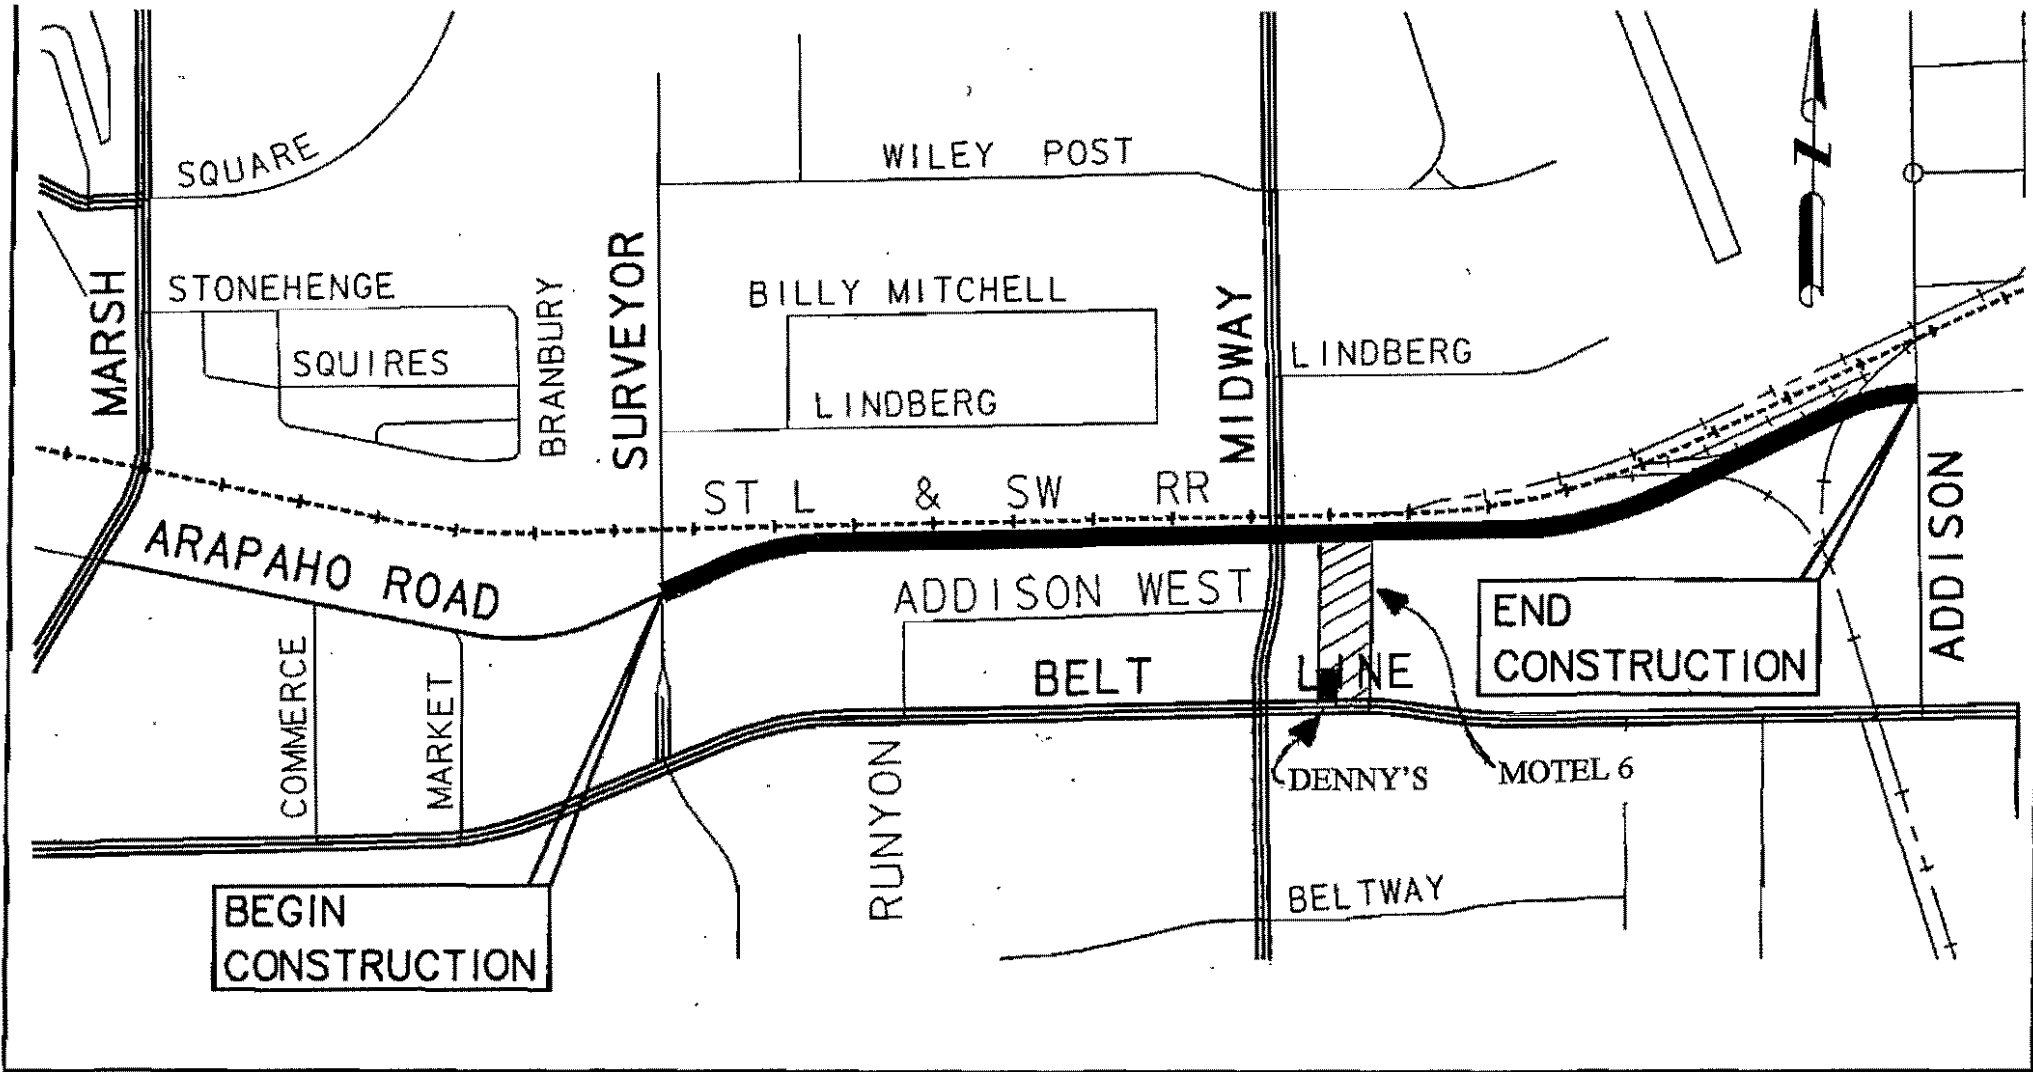 SQUARE
WILEY POST
N
STONEHENGE
SQUIRES
BRANBURY
MARSH
SURVEYOR
BILLY MITCHELL
LINDBERG
MIDWAY
LINDBERG
ST L & SW RR
ARAPAHO ROAD
ADDISON WEST
ADDISON
END
CONSTRUCTION
BELT LINE
COMMERCE
MARKET
RUNYON
DENNY'S
MOTEL 6
BELTWAY
BEGIN
CONSTRUCTION